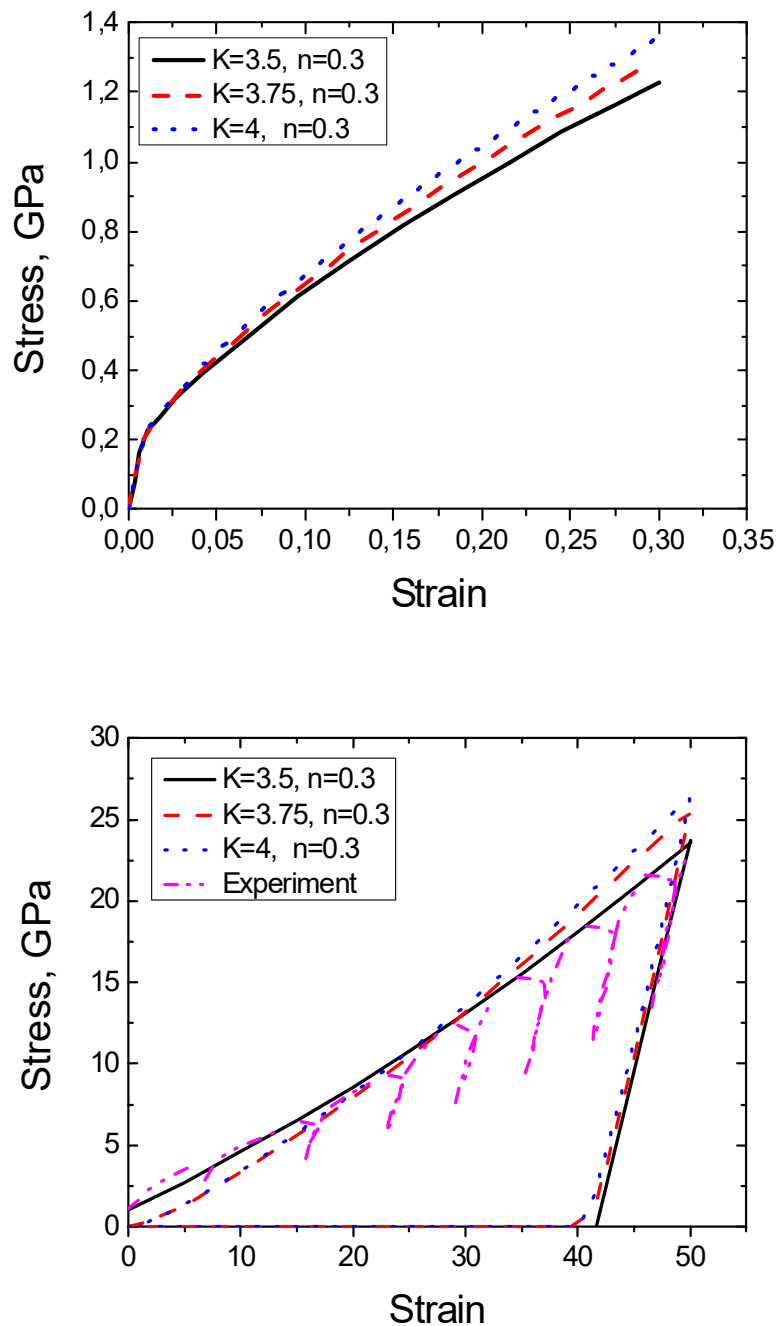 1,4
1,2
1,0
0,8
0,6
0,4
0,2
0,0
Stress, GPa
K=3.5, n=0.3
K=3.75, n=0.3
K=4, n=0.3
0,00 0,05 0,10 0,15 0,20 0,25 0,30 0,35
Strain
30
25
20
15
10
5
0
Stress, GPa
K=3.5, n=0.3
K=3.75, n=0.3
K=4, n=0.3
Experiment
0 10 20 30 40 50
Strain